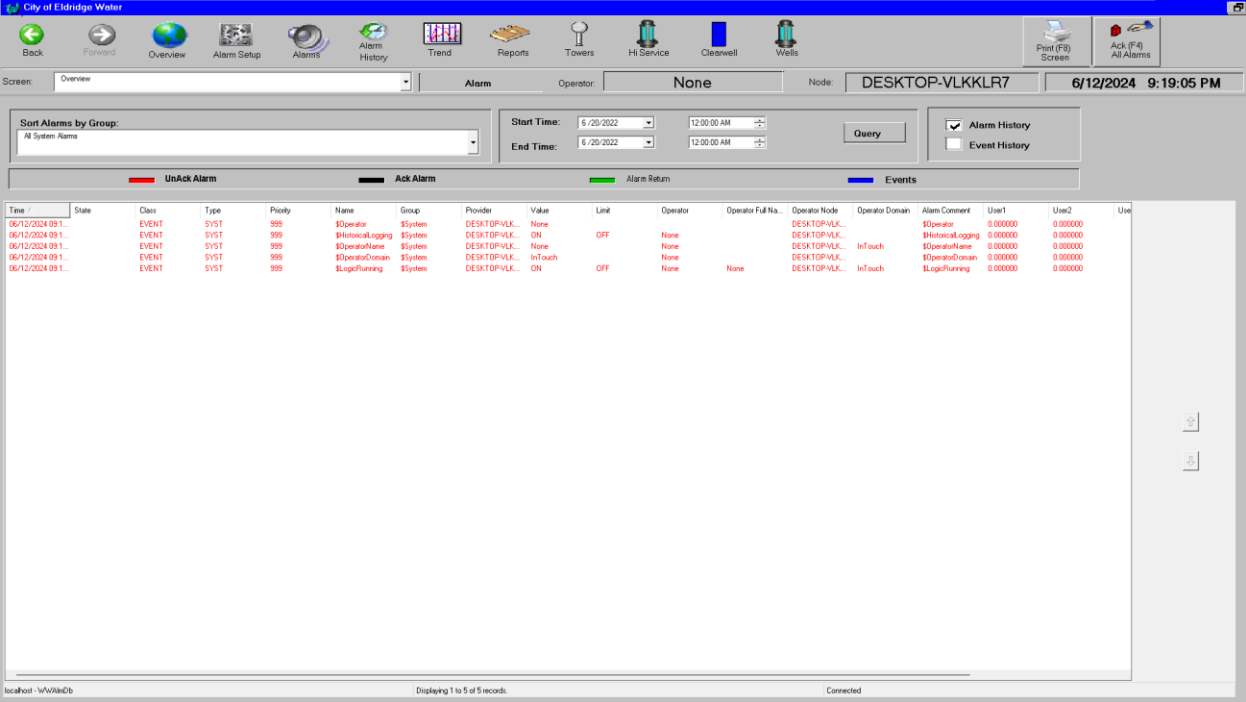 City of Eldridge Water
Back Forward Overview Alarm Setup Alarms Alarm History Trend Reports Towers Hi Service Clearwell Wells Print (F8) Screen Ack (F4) All Alarms
Screen: Overview Alarm Operator: None Node: DESKTOP-VLKKLR7 6/12/2024 9:19:05 PM
Sort Alarms by Group:
All System Alarms
Start Time: 6 /20/2022 12:00:00 AM
End Time: 6 /20/2022 12:00:00 AM
Query
Alarm History
Event History
UnAck Alarm Ack Alarm Alarm Return Events
Time State Class Type Priority Name Group Provider Value Limit Operator Operator Full Na... Operator Node Operator Domain Alarm Comment User1 User2 Use
06/12/2024 09:1... EVENT SYST 999 $Operator $System DESKTOP-VLK... None DESKTOP-VLK... $Operator 0.000000 0.000000
06/12/2024 09:1... EVENT SYST 999 $HistoricalLogging $System DESKTOP-VLK... ON OFF None DESKTOP-VLK... $HistoricalLogging 0.000000 0.000000
06/12/2024 09:1... EVENT SYST 999 $OperatorName $System DESKTOP-VLK... None None DESKTOP-VLK... InTouch $OperatorName 0.000000 0.000000
06/12/2024 09:1... EVENT SYST 999 $OperatorDomain $System DESKTOP-VLK... InTouch None DESKTOP-VLK... $OperatorDomain 0.000000 0.000000
06/12/2024 09:1... EVENT SYST 999 $LogicRunning $System DESKTOP-VLK... ON OFF None None DESKTOP-VLK... InTouch $LogicRunning 0.000000 0.000000
localhost - WWAlmDb Displaying 1 to 5 of 5 records. Connected